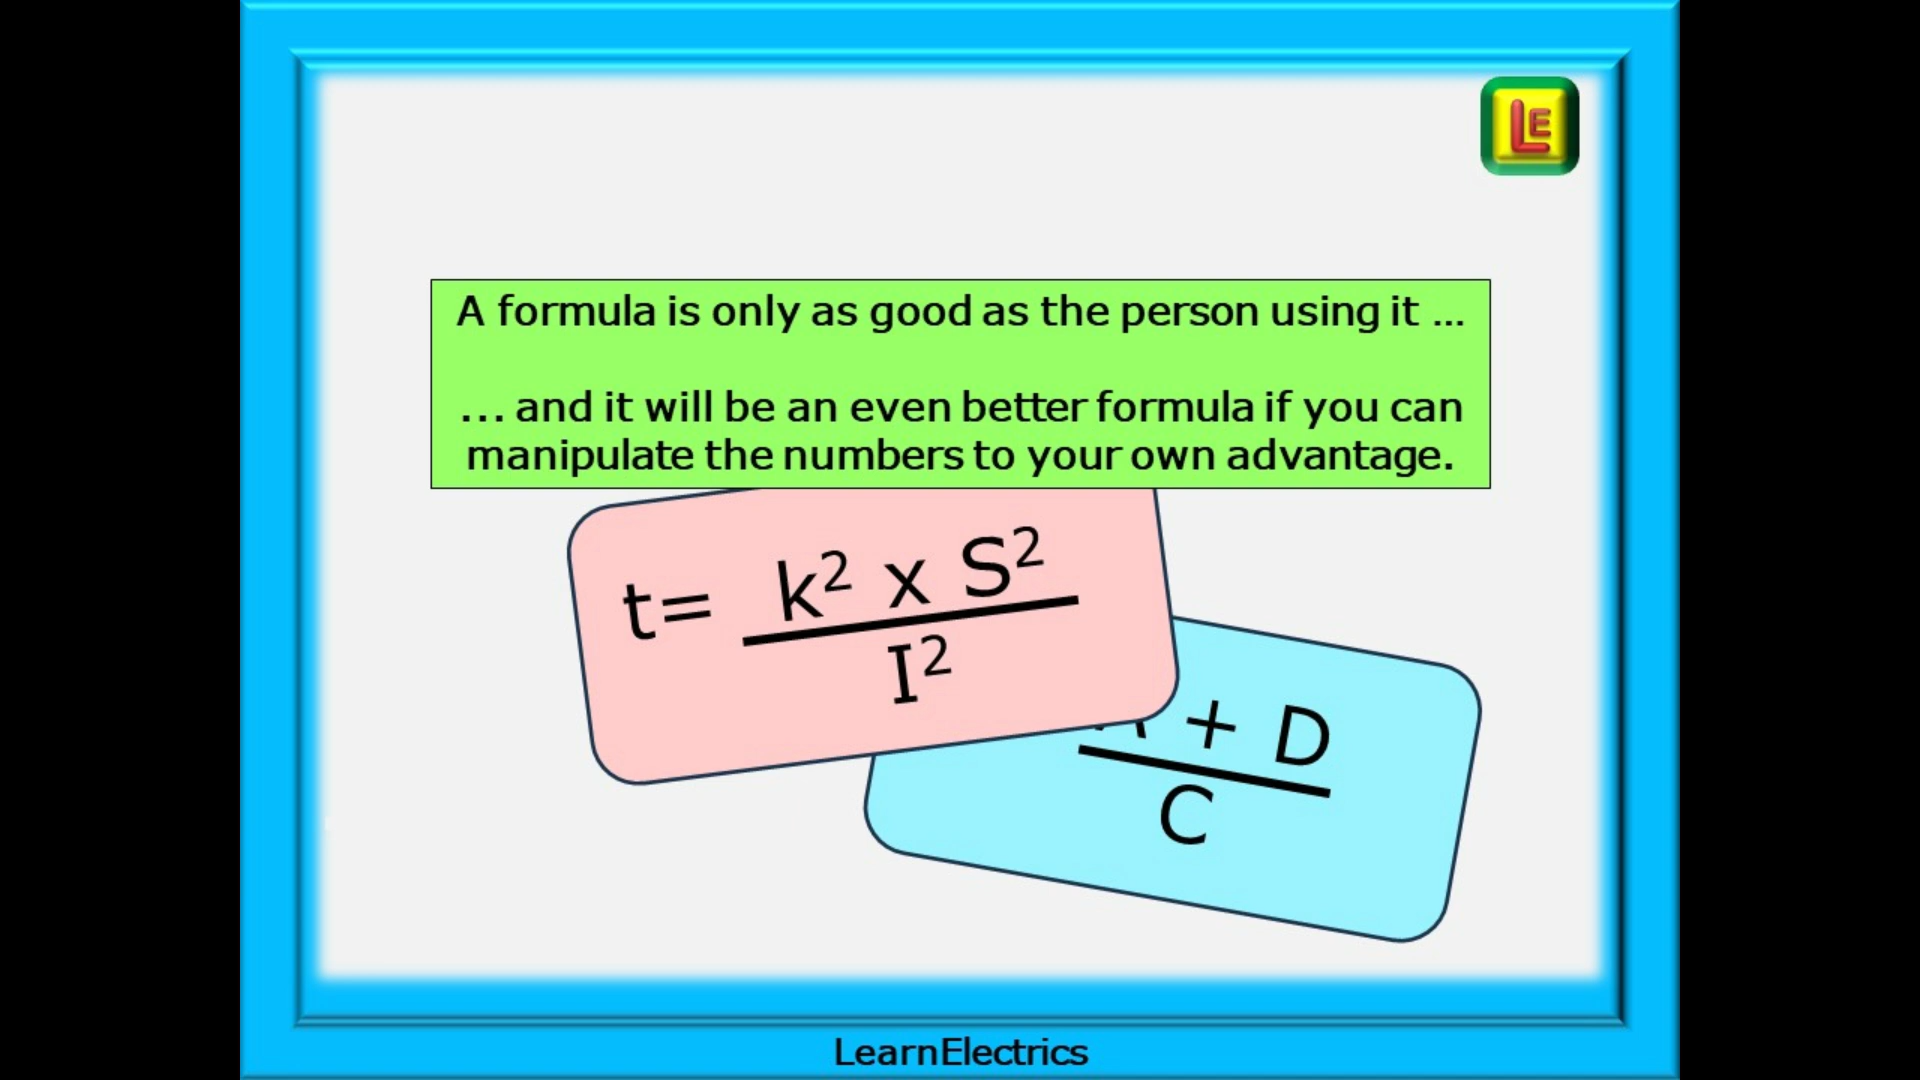 LE
A formula is only as good as the person using it ...
... and it will be an even better formula if you can
manipulate the numbers to your own advantage.
t= k² x S²
I²
+ D
C
LearnElectrics